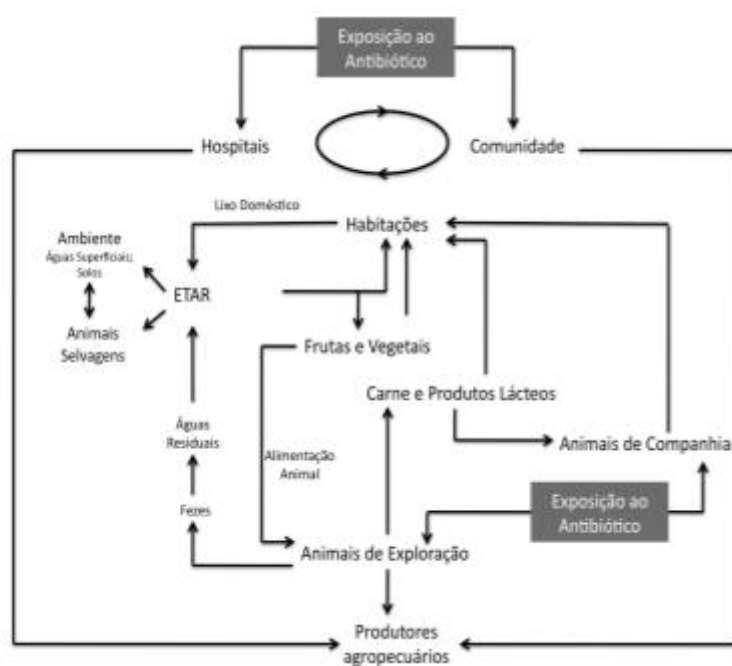 Exposição ao
Antibiótico
Hospitais
Comunidade
Lixo Doméstico
Habitações
Ambiente
Águas Superficiais;
Solos
ETAR
Animais
Selvagens
Frutas e Vegetais
Carne e Produtos Lácteos
Águas
Residuais
Alimentação
Animal
Animais de Companhia
Fezes
Exposição ao
Antibiótico
Animais de Exploração
Produtores
agropecuários